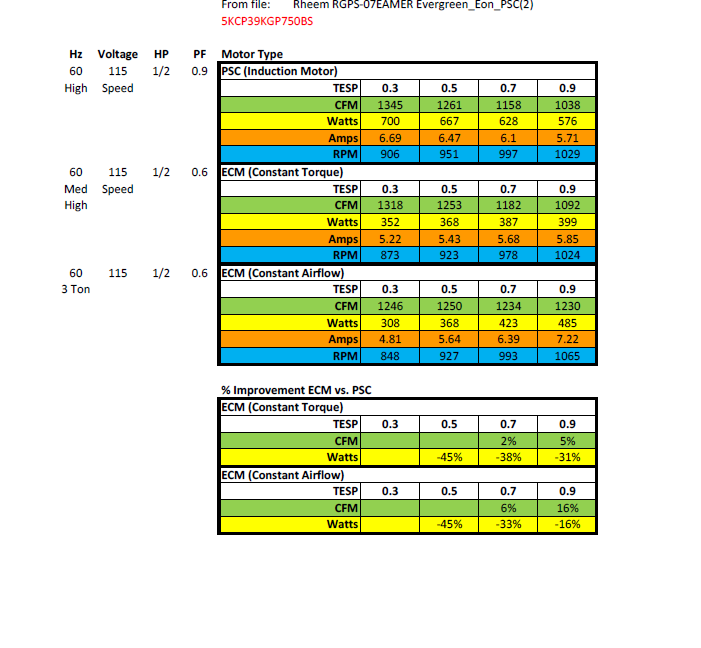 From file: Rheem RGPS-07EAMER Evergreen_Eon_PSC(2)
5KCP39KGP750BS
Hz Voltage HP PF Motor Type
60 115 1/2 0.9 PSC (Induction Motor)
High Speed TESP 0.3 0.5 0.7 0.9
CFM 1345 1261 1158 1038
Watts 700 667 628 576
Amps 6.69 6.47 6.1 5.71
RPM 906 951 997 1029
60 115 1/2 0.6 ECM (Constant Torque)
Med Speed TESP 0.3 0.5 0.7 0.9
High CFM 1318 1253 1182 1092
Watts 352 368 387 399
Amps 5.22 5.43 5.68 5.85
RPM 873 923 978 1024
60 115 1/2 0.6 ECM (Constant Airflow)
3 Ton TESP 0.3 0.5 0.7 0.9
CFM 1246 1250 1234 1230
Watts 308 368 423 485
Amps 4.81 5.64 6.39 7.22
RPM 848 927 993 1065
% Improvement ECM vs. PSC
ECM (Constant Torque)
TESP 0.3 0.5 0.7 0.9
CFM 2% 5%
Watts -45% -38% -31%
ECM (Constant Airflow)
TESP 0.3 0.5 0.7 0.9
CFM 6% 16%
Watts -45% -33% -16%